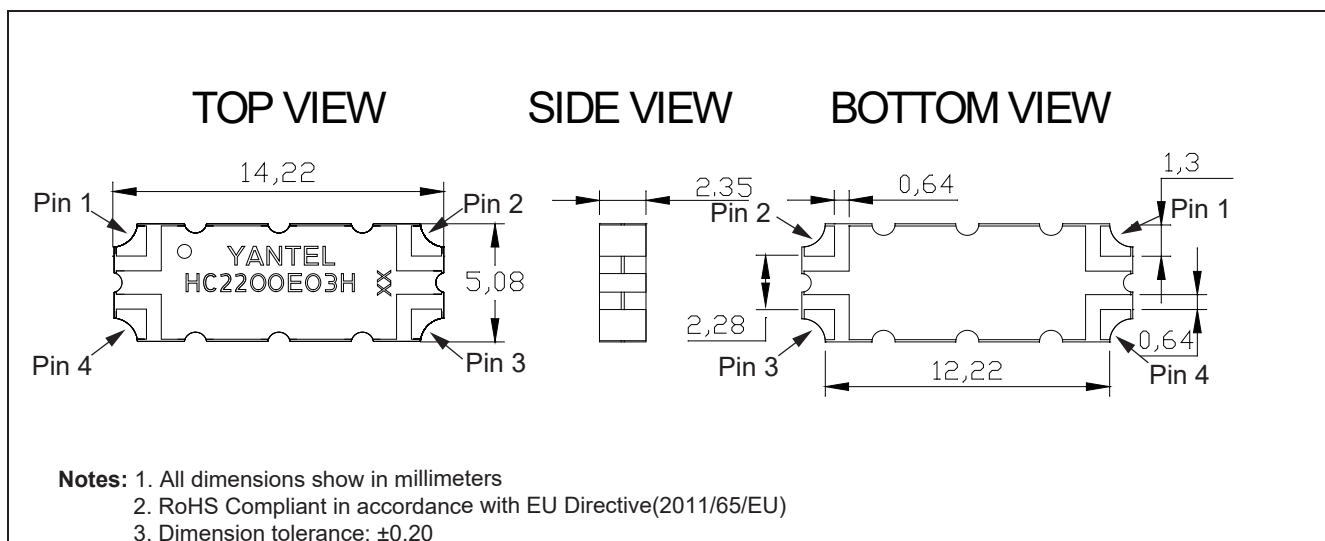 TOP VIEW
SIDE VIEW
BOTTOM VIEW
14,22
2.35
0,64
1,3
Pin 1
Pin 2
Pin 2
Pin 1
YANTEL
HC2200E03H
XX
5,08
2,28
0,64
Pin 4
Pin 3
Pin 3
12,22
Pin 4
Notes: 1. All dimensions show in millimeters
2. RoHS Compliant in accordance with EU Directive(2011/65/EU)
3. Dimension tolerance: ±0.20